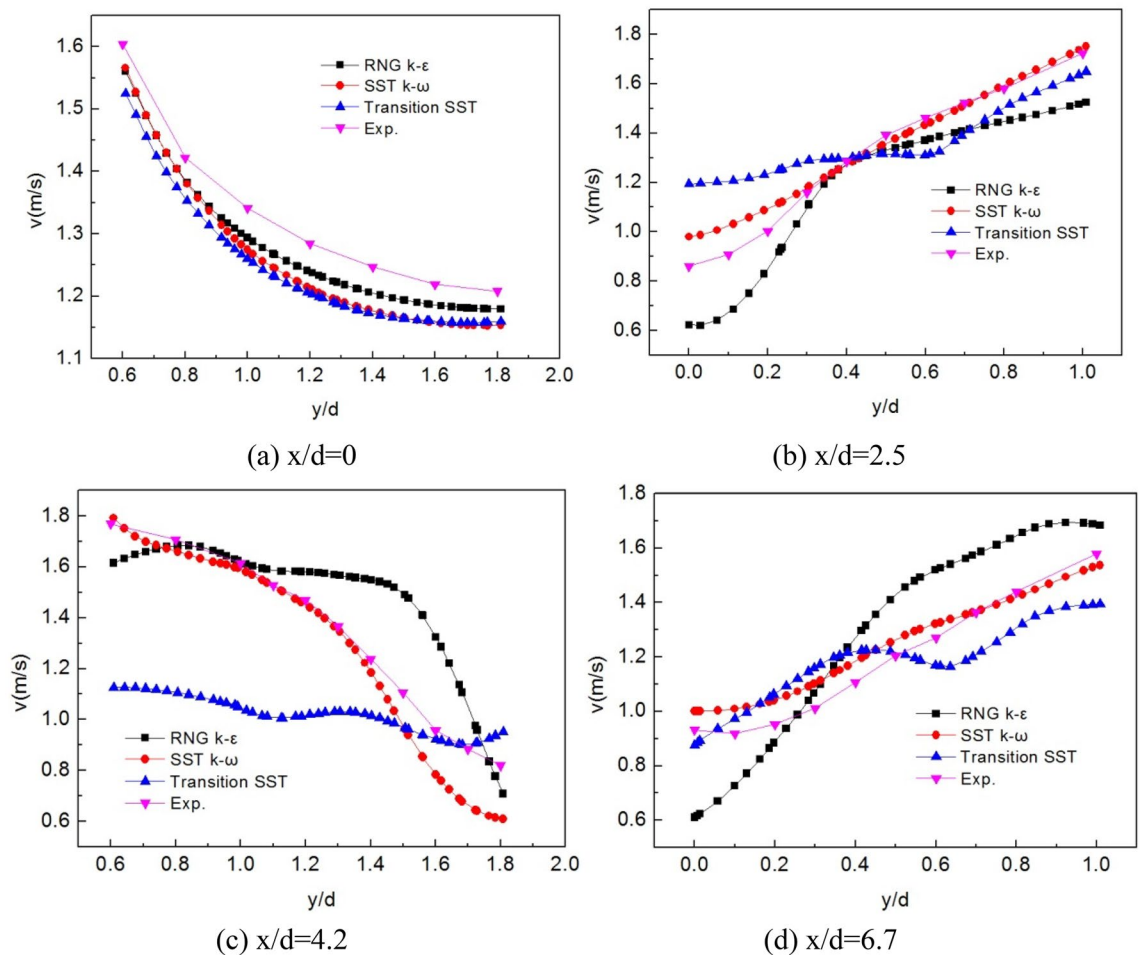 1.6
1.5
1.4
1.3
1.2
1.1
v(m/s)
RNG k-ε
SST k-ω
Transition SST
Exp.
0.6 0.8 1.0 1.2 1.4 1.6 1.8 2.0
y/d
(a) x/d=0
1.8
1.6
1.4
1.2
1.0
0.8
0.6
v(m/s)
RNG k-ε
SST k-ω
Transition SST
Exp.
0.0 0.2 0.4 0.6 0.8 1.0
y/d
(b) x/d=2.5
1.8
1.6
1.4
1.2
1.0
0.8
0.6
v(m/s)
RNG k-ε
SST k-ω
Transition SST
Exp.
0.6 0.8 1.0 1.2 1.4 1.6 1.8 2.0
y/d
(c) x/d=4.2
1.8
1.6
1.4
1.2
1.0
0.8
0.6
v(m/s)
RNG k-ε
SST k-ω
Transition SST
Exp.
0.0 0.2 0.4 0.6 0.8 1.0
y/d
(d) x/d=6.7